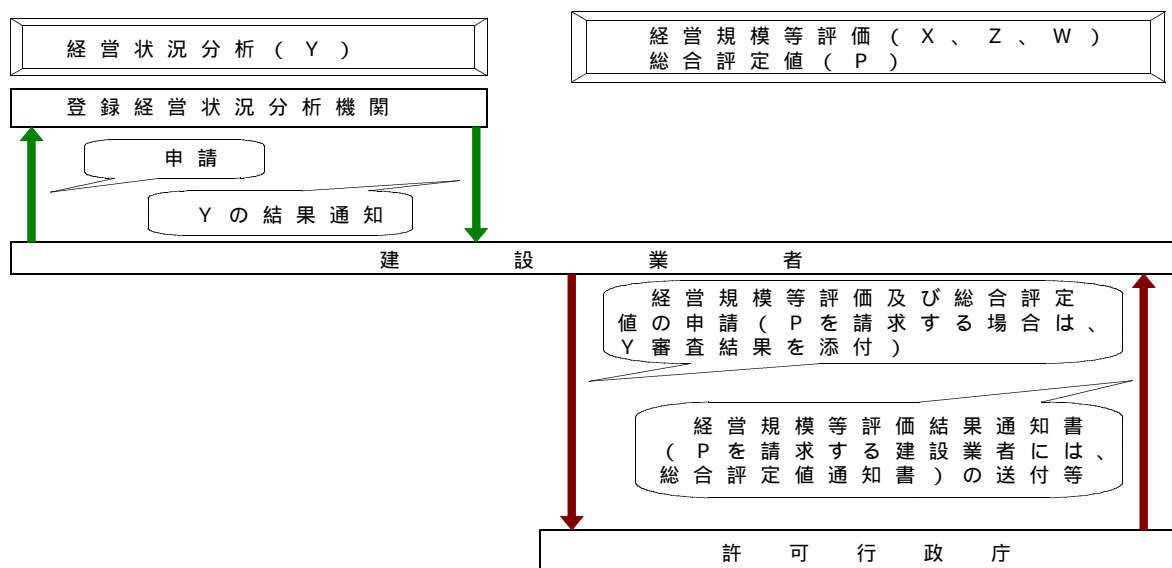 経営状況分析(Y)
経営規模等評価(X、Z、W)
総合評定値(P)
登録経営状況分析機関
申請
Yの結果通知
建設業者
経営規模等評価及び総合評定
値の申請(Pを請求する場合は、
Y審査結果を添付)
経営規模等評価結果通知書
(Pを請求する建設業者には、
総合評定値通知書)の送付等
許可行政庁